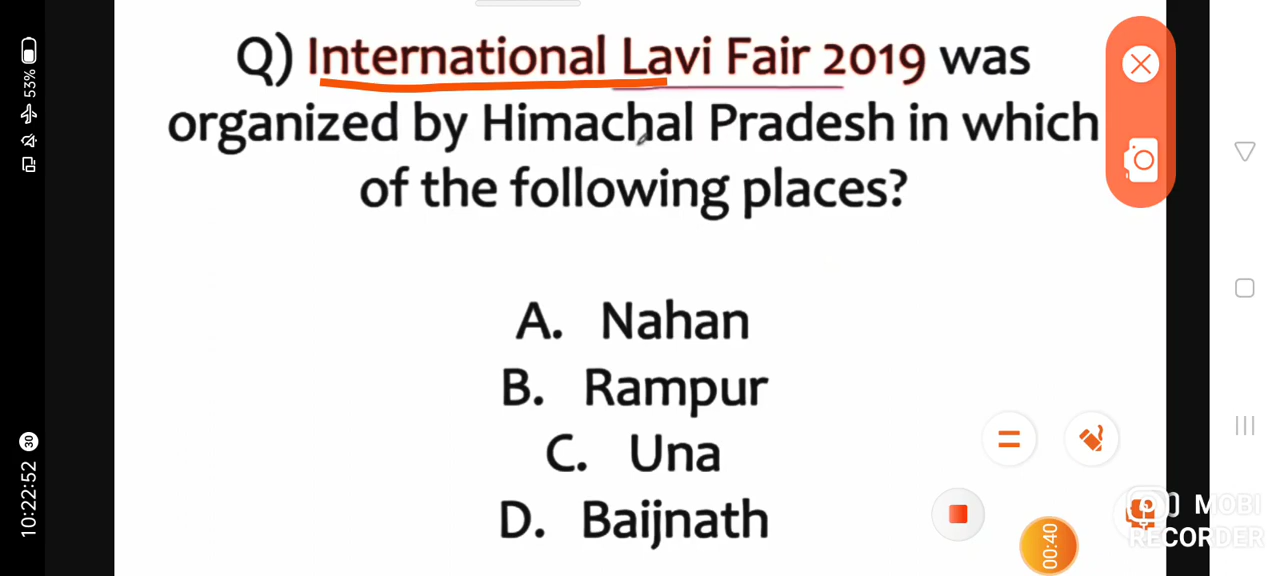 53%
30
10:22:52
Q) International Lavi Fair 2019 was
organized by Himachal Pradesh in which
of the following places?
A. Nahan
B. Rampur
C. Una
D. Baijnath
00:40
MOBI
RECORDER